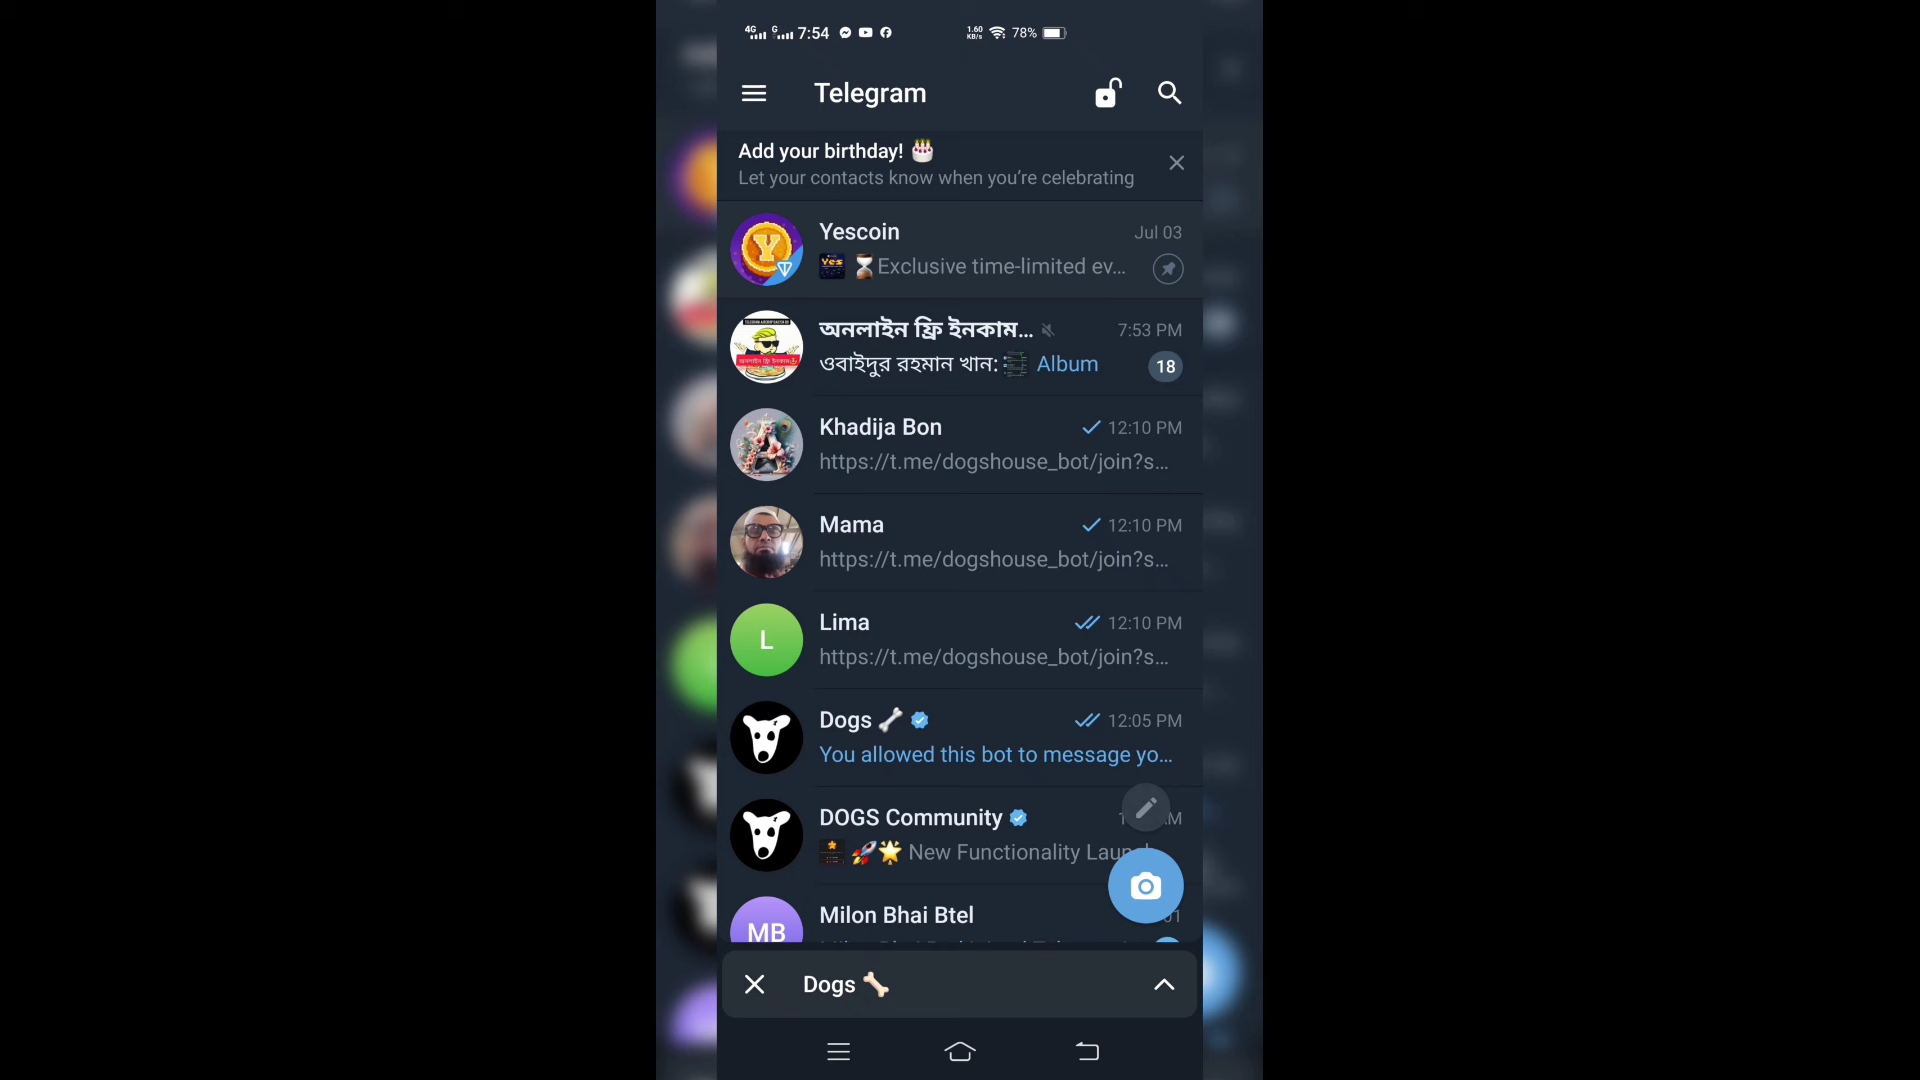 4G G 7:54 1.60 KB/s 78%
Telegram
Add your birthday! 🎂
Let your contacts know when you’re celebrating
Yescoin Jul 03
⏳Exclusive time-limited ev...
অনলাইন ফ্রি ইনকাম... 7:53 PM
ওবাইদুর রহমান খান: Album 18
Khadija Bon 12:10 PM
https://t.me/dogshouse_bot/join?s...
Mama 12:10 PM
https://t.me/dogshouse_bot/join?s...
L
Lima 12:10 PM
https://t.me/dogshouse_bot/join?s...
Dogs 🦴 12:05 PM
You allowed this bot to message yo...
DOGS Community
🚀🌟 New Functionality
MB
Milon Bhai Btel
Dogs 🦴